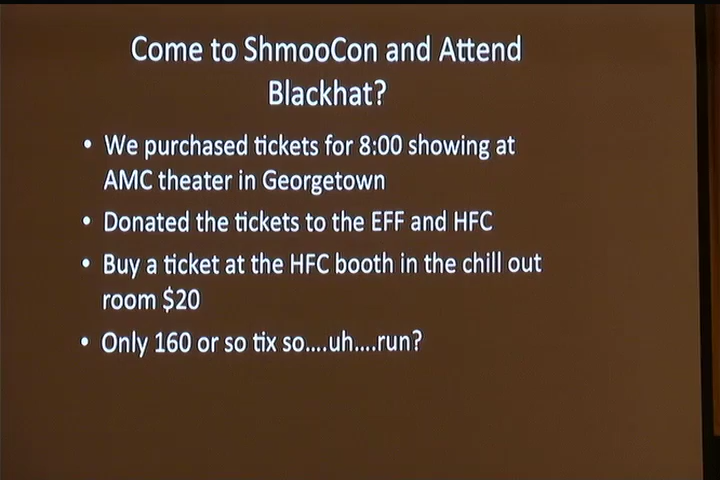 Come to ShmooCon and Attend
Blackhat?
• We purchased tickets for 8:00 showing at
AMC theater in Georgetown
• Donated the tickets to the EFF and HFC
• Buy a ticket at the HFC booth in the chill out
room $20
• Only 160 or so tix so....uh....run?